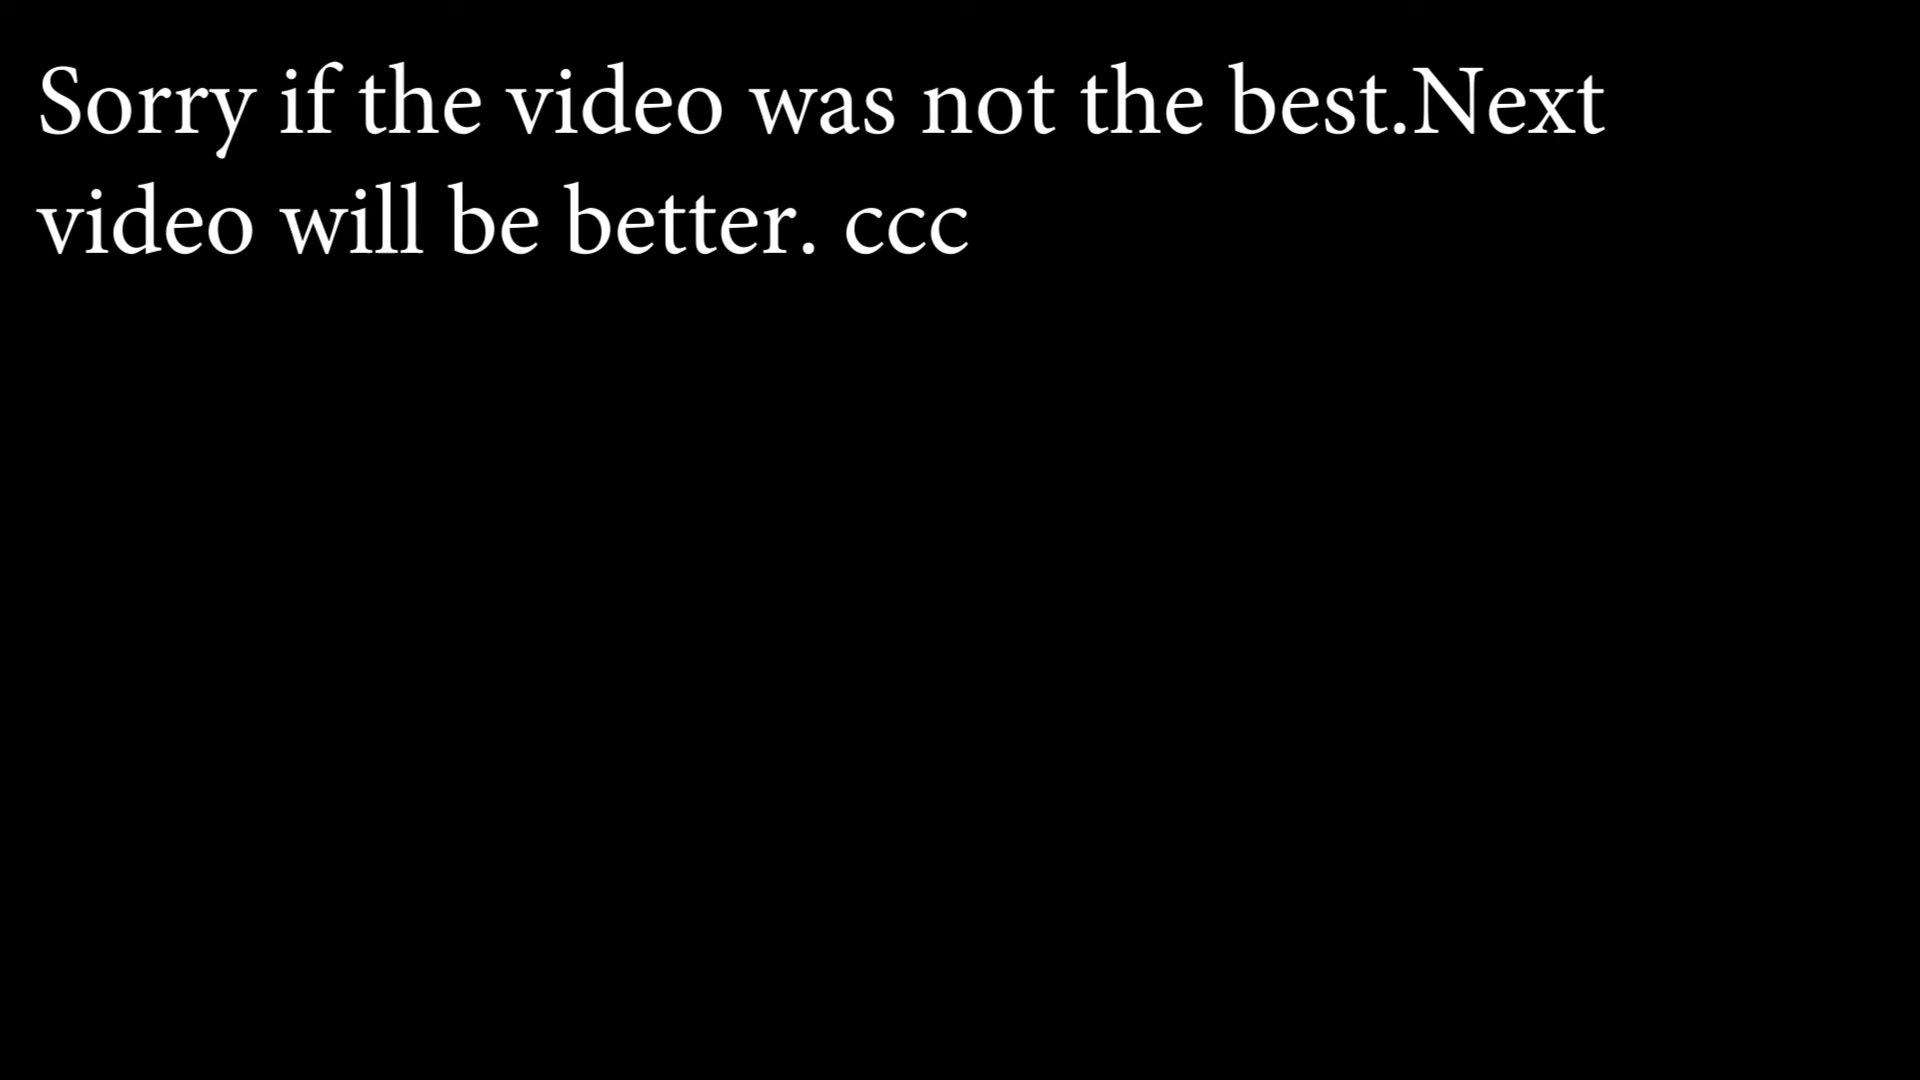 Sorry if the video was not the best.Next
video will be better. ccc